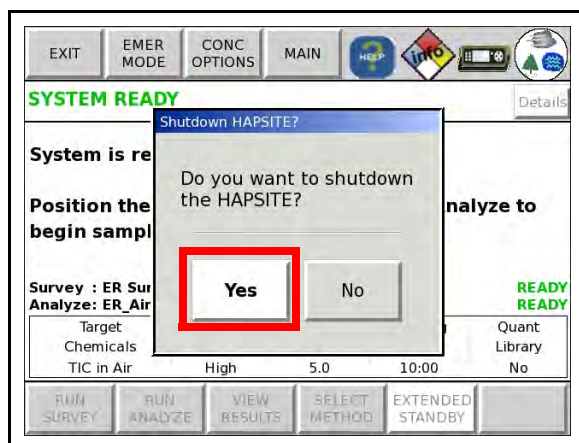 EXIT
EMER
MODE
CONC
OPTIONS
MAIN
HELP
info
SYSTEM READY
Details
Shutdown HAPSITE?
System is re
Do you want to shutdown
the HAPSITE?
Position the
nalyze to
begin sampl
Yes
No
Survey : ER Sur
READY
Analyze: ER_Air
READY
Target
Chemicals
Quant
Library
TIC in Air
High
5.0
10:00
No
RUN
SURVEY
RUN
ANALYZE
VIEW
RESULTS
SELECT
METHOD
EXTENDED
STANDBY